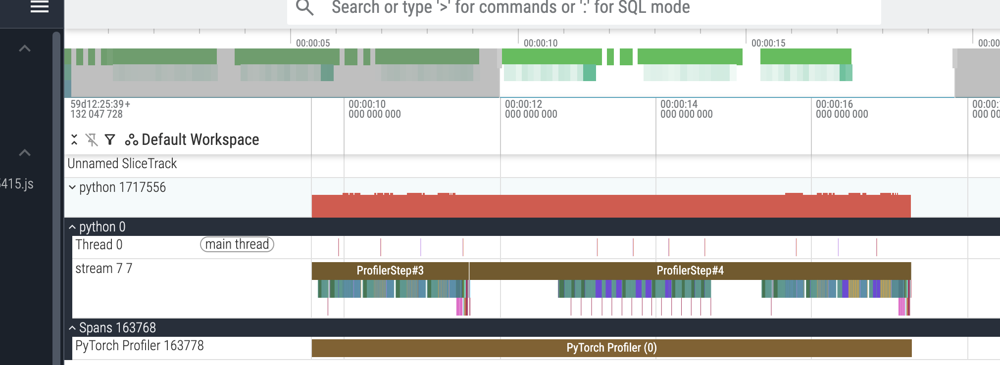 Search or type '>' for commands or ':' for SQL mode
00:00:05 00:00:10 00:00:15 00:00
59d12:25:39+ 00:00:10 00:00:12 00:00:14 00:00:16 00:00:
132 047 728 000 000 000 000 000 000 000 000 000 000 000 000 000 00
Default Workspace
Unnamed SliceTrack
5415.js
python 1717556
python 0
Thread 0 main thread
stream 7 7 ProfilerStep#3 ProfilerStep#4
Spans 163768
PyTorch Profiler 163778 PyTorch Profiler (0)